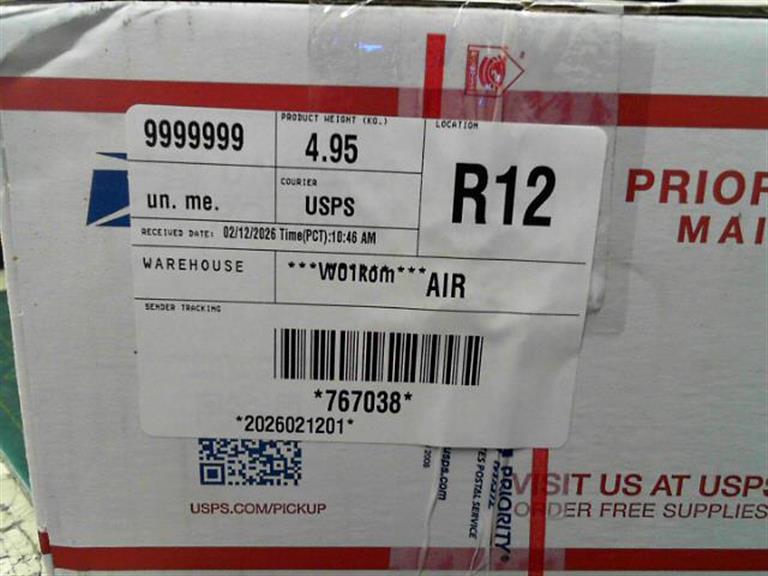 9999999
PRODUCT WEIGHT (KG.)
4.95
LOCATION
R12
un. me.
COURIER
USPS
RECEIVED DATE: 02/12/2026 Time(PCT):10:46 AM
WAREHOUSE
***W01Rom***AIR
SENDER TRACKING
*767038*
*2026021201*
PRIOR
MAI
USPS.COM/PICKUP
usps.com
PRIORITY
VISIT US AT USPS
ORDER FREE SUPPLIES